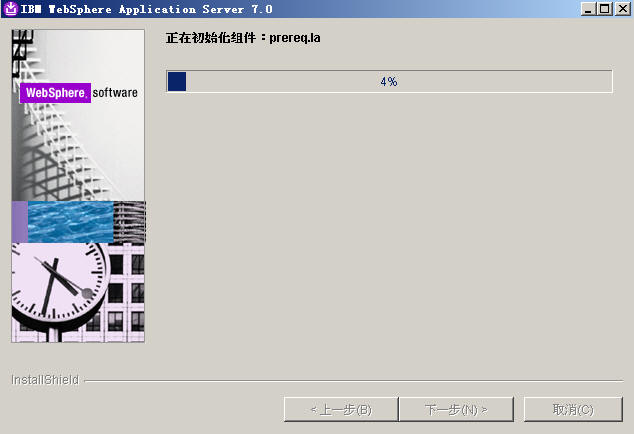 IBM WebSphere Application Server 7.0
正在初始化组件：prereq.la
4%
WebSphere. software
InstallShield
< 上一步(B)
下一步(N) >
取消(C)